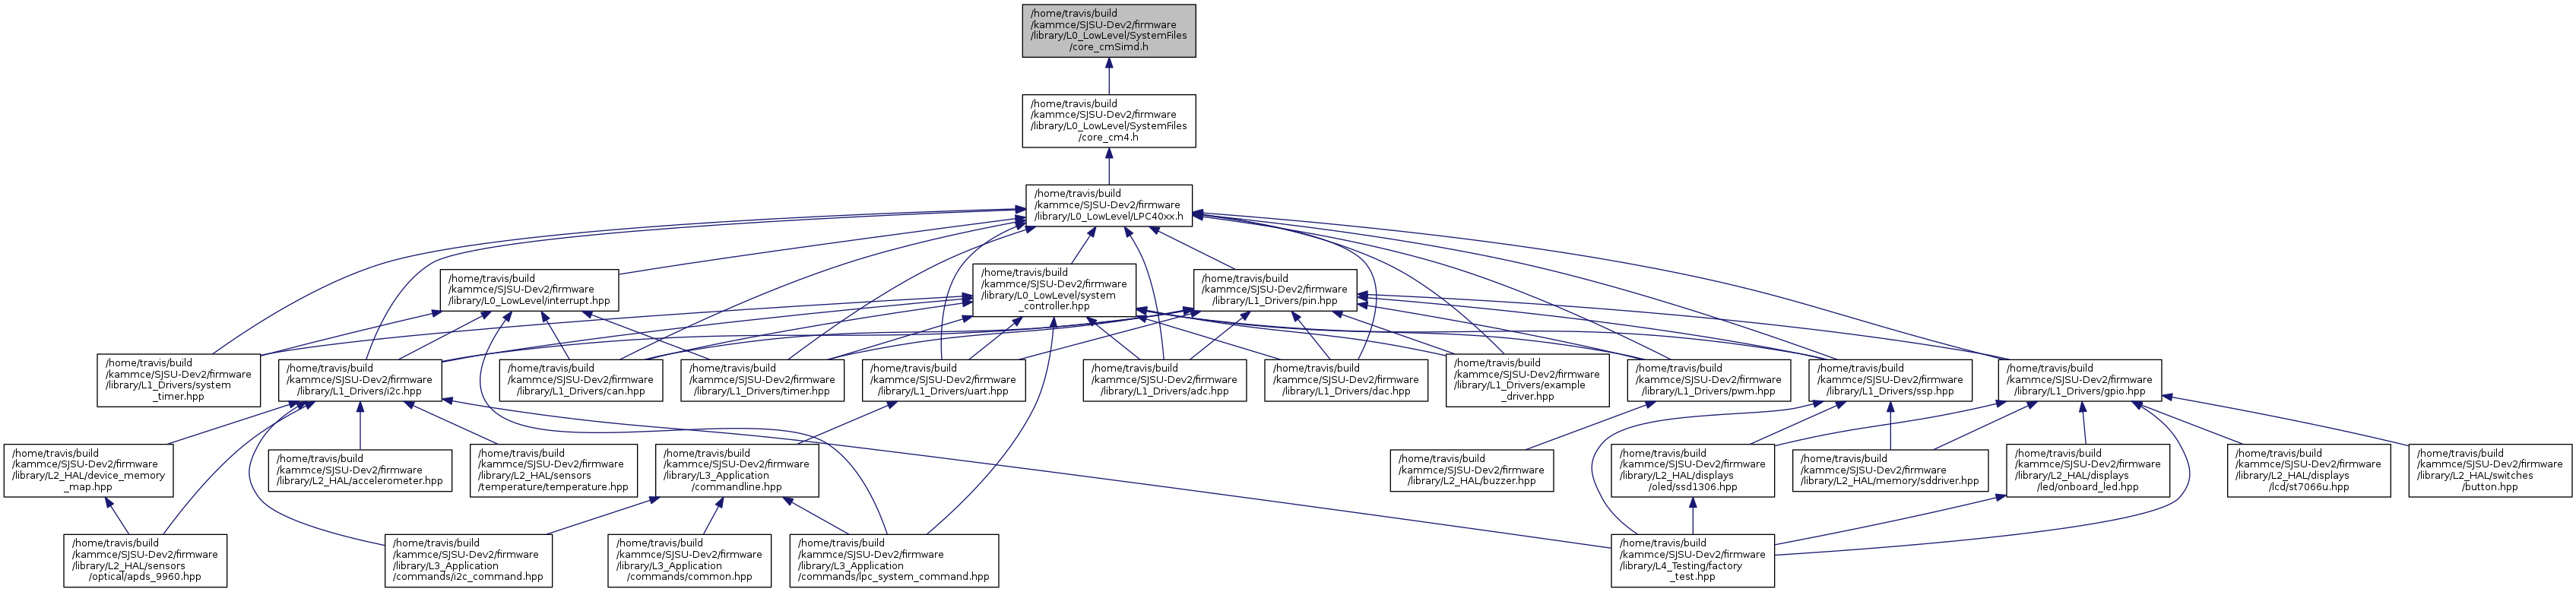 /home/travis/build
/kammce/SJSU-Dev2/firmware
/library/L0_LowLevel/SystemFiles
/core_cmSimd.h
/home/travis/build
/kammce/SJSU-Dev2/firmware
/library/L0_LowLevel/SystemFiles
/core_cm4.h
/home/travis/build
/kammce/SJSU-Dev2/firmware
/library/L0_LowLevel/LPC40xx.h
/home/travis/build
/kammce/SJSU-Dev2/firmware
/library/L0_LowLevel/interrupt.hpp
/home/travis/build
/kammce/SJSU-Dev2/firmware
/library/L0_LowLevel/system
_controller.hpp
/home/travis/build
/kammce/SJSU-Dev2/firmware
/library/L1_Drivers/pin.hpp
/home/travis/build
/kammce/SJSU-Dev2/firmware
/library/L1_Drivers/system
_timer.hpp
/home/travis/build
/kammce/SJSU-Dev2/firmware
/library/L1_Drivers/i2c.hpp
/home/travis/build
/kammce/SJSU-Dev2/firmware
/library/L1_Drivers/can.hpp
/home/travis/build
/kammce/SJSU-Dev2/firmware
/library/L1_Drivers/timer.hpp
/home/travis/build
/kammce/SJSU-Dev2/firmware
/library/L1_Drivers/uart.hpp
/home/travis/build
/kammce/SJSU-Dev2/firmware
/library/L1_Drivers/adc.hpp
/home/travis/build
/kammce/SJSU-Dev2/firmware
/library/L1_Drivers/dac.hpp
/home/travis/build
/kammce/SJSU-Dev2/firmware
/library/L1_Drivers/example
_driver.hpp
/home/travis/build
/kammce/SJSU-Dev2/firmware
/library/L1_Drivers/pwm.hpp
/home/travis/build
/kammce/SJSU-Dev2/firmware
/library/L1_Drivers/ssp.hpp
/home/travis/build
/kammce/SJSU-Dev2/firmware
/library/L1_Drivers/gpio.hpp
/home/travis/build
/kammce/SJSU-Dev2/firmware
/library/L2_HAL/device_memory
_map.hpp
/home/travis/build
/kammce/SJSU-Dev2/firmware
/library/L2_HAL/accelerometer.hpp
/home/travis/build
/kammce/SJSU-Dev2/firmware
/library/L2_HAL/sensors
/temperature/temperature.hpp
/home/travis/build
/kammce/SJSU-Dev2/firmware
/library/L3_Application
/commandline.hpp
/home/travis/build
/kammce/SJSU-Dev2/firmware
/library/L2_HAL/buzzer.hpp
/home/travis/build
/kammce/SJSU-Dev2/firmware
/library/L2_HAL/displays
/oled/ssd1306.hpp
/home/travis/build
/kammce/SJSU-Dev2/firmware
/library/L2_HAL/memory/sddriver.hpp
/home/travis/build
/kammce/SJSU-Dev2/firmware
/library/L2_HAL/displays
/led/onboard_led.hpp
/home/travis/build
/kammce/SJSU-Dev2/firmware
/library/L2_HAL/displays
/lcd/st7066u.hpp
/home/travis/build
/kammce/SJSU-Dev2/firmware
/library/L2_HAL/switches
/button.hpp
/home/travis/build
/kammce/SJSU-Dev2/firmware
/library/L2_HAL/sensors
/optical/apds_9960.hpp
/home/travis/build
/kammce/SJSU-Dev2/firmware
/library/L3_Application
/commands/i2c_command.hpp
/home/travis/build
/kammce/SJSU-Dev2/firmware
/library/L3_Application
/commands/common.hpp
/home/travis/build
/kammce/SJSU-Dev2/firmware
/library/L3_Application
/commands/lpc_system_command.hpp
/home/travis/build
/kammce/SJSU-Dev2/firmware
/library/L4_Testing/factory
_test.hpp